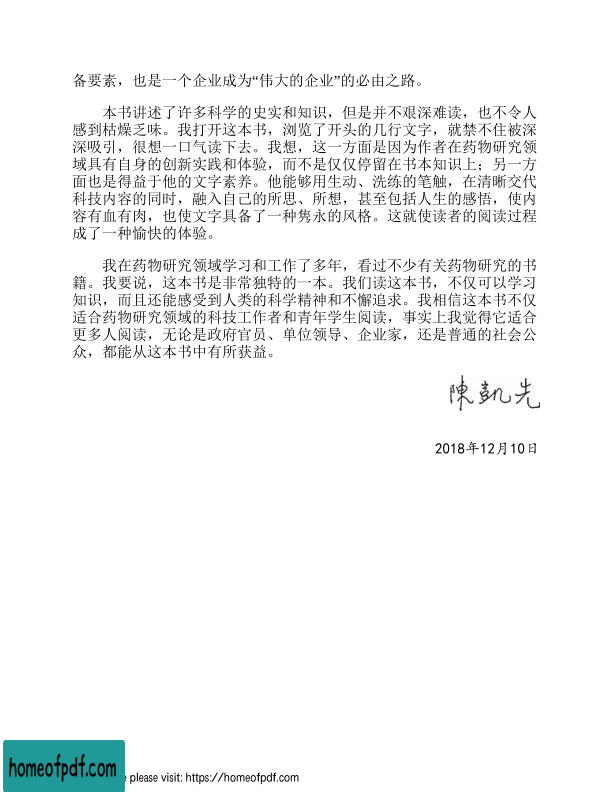 备要素，也是一个企业成为“伟大的企业”的必由之路。
本书讲述了许多科学的史实和知识，但是并不艰深难读，也不令人
感到枯燥乏味。我打开这本书，浏览了开头的几行文字，就禁不住被深
深吸引，很想一口气读下去。我想，这一方面是因为作者在药物研究领
域具有自身的创新实践和体验，而不是仅仅停留在书本知识上；另一方
面也是得益于他的文字素养。他能够用生动、洗练的笔触，在清晰交代
科技内容的同时，融入自己的所思、所想，甚至包括人生的感悟，使内
容有血有肉，也使文字具备了一种隽永的风格。这就使读者的阅读过程
成了一种愉快的体验。
我在药物研究领域学习和工作了多年，看过不少有关药物研究的书
籍。我要说，这本书是非常独特的一本。我们读这本书，不仅可以学习
知识，而且还能感受到人类的科学精神和不懈追求。我相信这本书不仅
适合药物研究领域的科技工作者和青年学生阅读，事实上我觉得它适合
更多人阅读，无论是政府官员、单位领导、企业家，还是普通的社会公
众，都能从这本书中有所获益。
陳凱先
2018年12月10日
homeofpdf.com
e please visit: https://homeofpdf.com